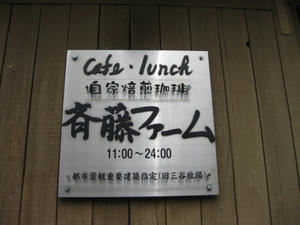 cafe・lunch
自家焙煎珈琲
斉藤ファーム
11:00〜24:00
都市景観重要建築指定(旧三谷牧場)